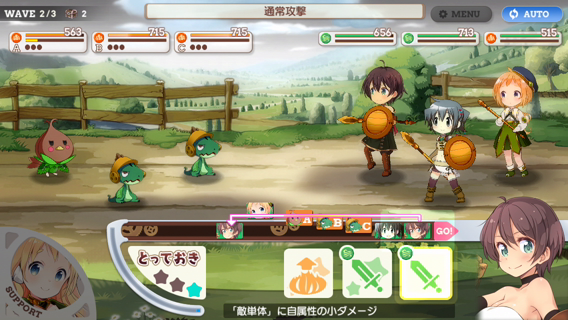 WAVE 2/3 2
通常攻撃
MENU
AUTO
563 715 715
A B C
656 713 515
A B C GO!
とっておき
SUPPORT
「敵単体」に自属性の小ダメージ